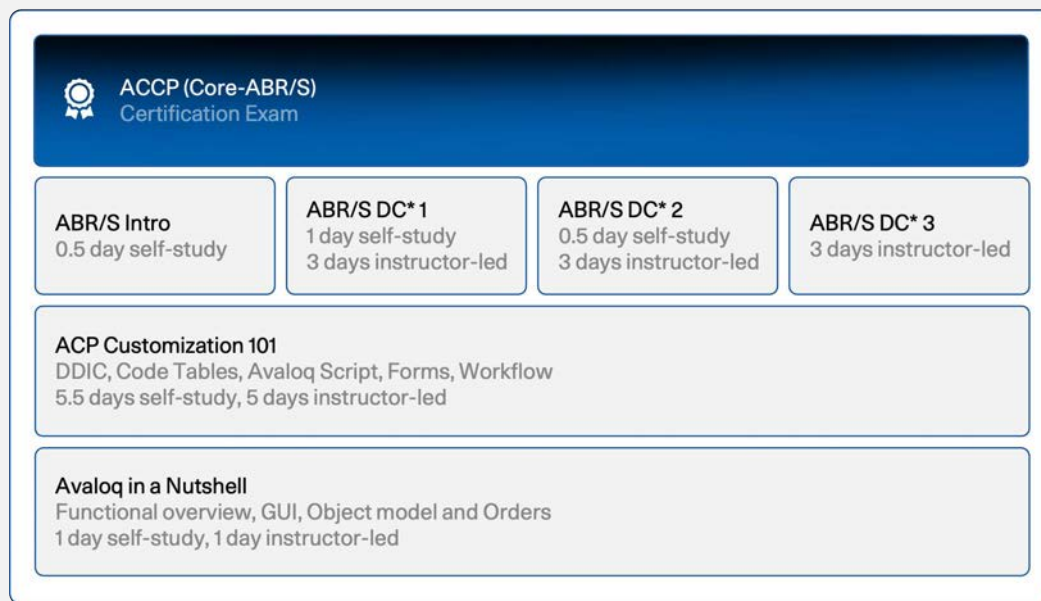 ACCP (Core-ABR/S)
Certification Exam
ABR/S Intro
0.5 day self-study
ABR/S DC* 1
1 day self-study
3 days instructor-led
ABR/S DC* 2
0.5 day self-study
3 days instructor-led
ABR/S DC* 3
3 days instructor-led
ACP Customization 101
DDIC, Code Tables, Avaloq Script, Forms, Workflow
5.5 days self-study, 5 days instructor-led
Avaloq in a Nutshell
Functional overview, GUI, Object model and Orders
1 day self-study, 1 day instructor-led